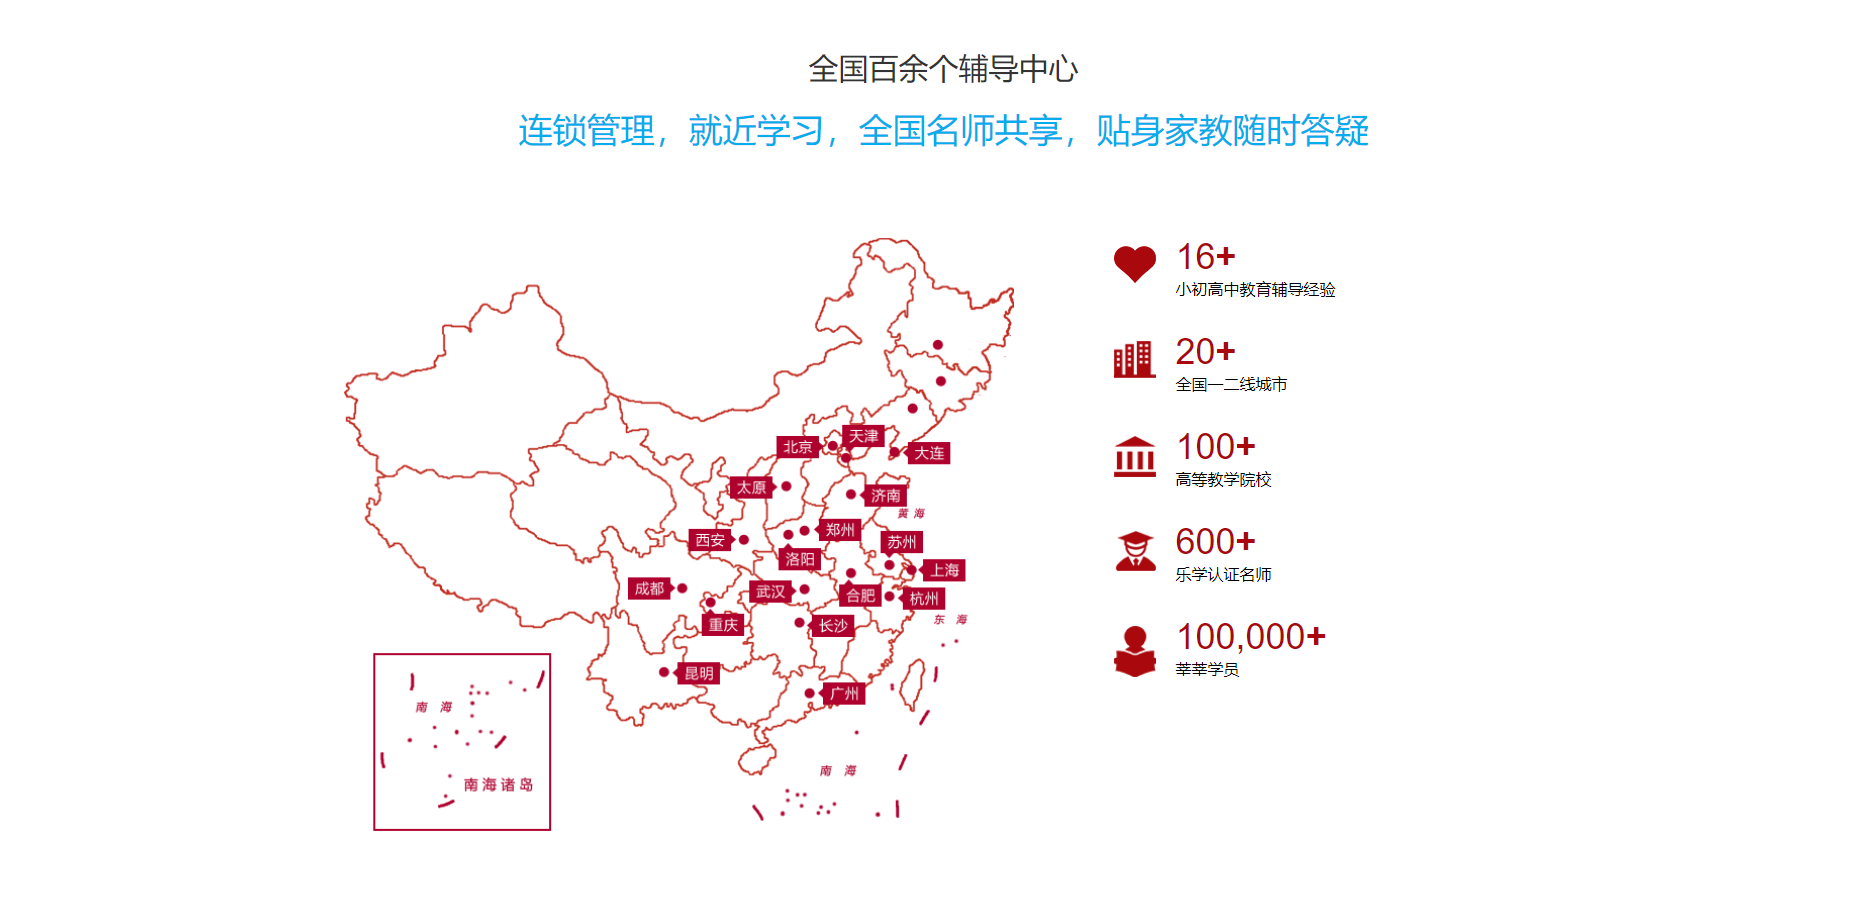 全国百余个辅导中心
连锁管理，就近学习，全国名师共享，贴身家教随时答疑
16+
小初高中教育辅导经验
20+
全国一二线城市
100+
高等教学院校
600+
乐学认证名师
100,000+
莘莘学员
天津
北京
大连
太原
济南
黄 海
郑州
西安
苏州
洛阳
上海
成都
武汉
合肥
杭州
东 海
重庆
长沙
昆明
广州
南 海
南 海
南海诸岛